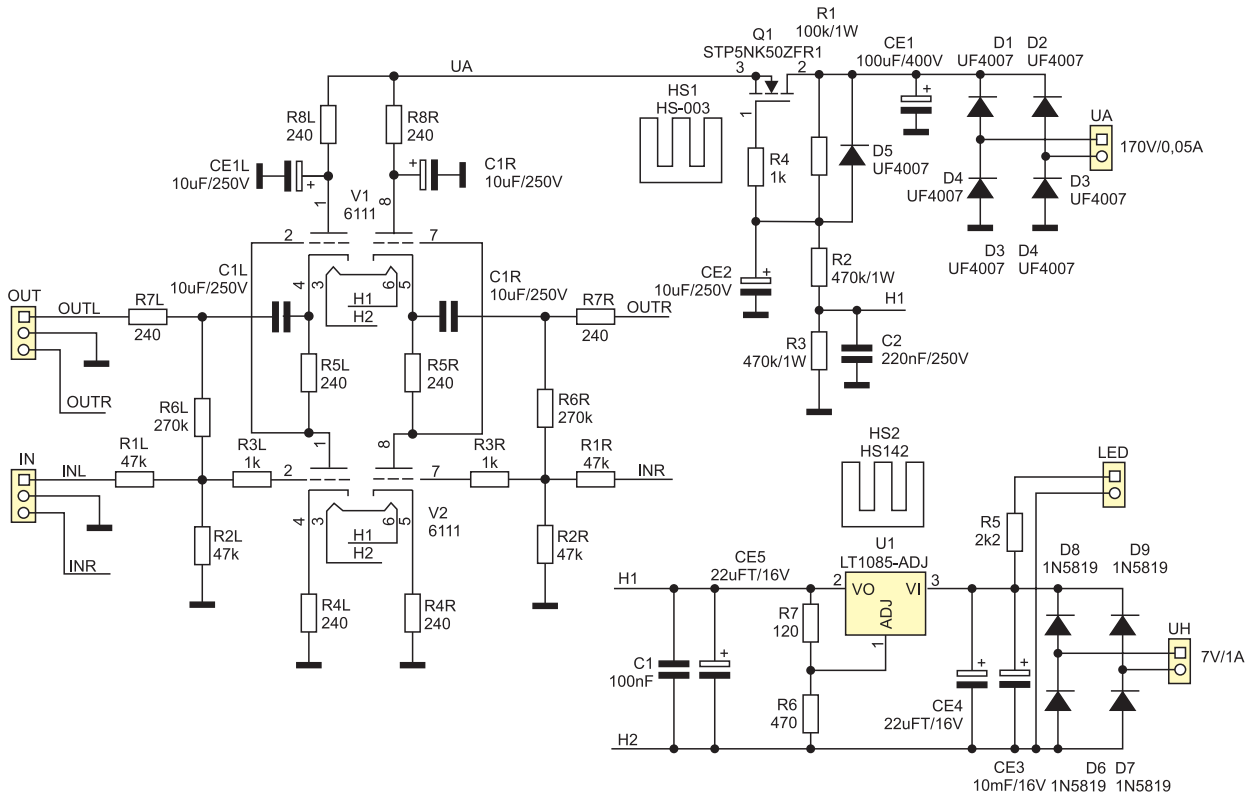 Q1
STP5NK50ZFR1
3
2
1
R1
100k/1W
CE1
100uF/400V
+
D1
UF4007
D2
UF4007
UA
UA
170V/0,05A
R8L
240
R8R
240
HS1
HS-003
R4
1k
D5
UF4007
D4
UF4007
D3
UF4007
D3
UF4007
D4
UF4007
CE1L
10uF/250V
+
+
C1R
10uF/250V
1
8
V1
6111
2
7
4
3
6
5
H1
H2
C1L
10uF/250V
C1R
10uF/250V
CE2
10uF/250V
+
R2
470k/1W
H1
R3
470k/1W
C2
220nF/250V
OUT
OUTL
R7L
240
R7R
240
OUTR
OUTR
R5L
240
R5R
240
R6L
270k
R6R
270k
IN
INL
R1L
47k
R3L
1k
1
8
2
7
R3R
1k
R1R
47k
INR
INR
R2L
47k
R2R
47k
4
3
6
5
H1
H2
V2
6111
R4L
240
R4R
240
HS2
HS142
LED
R5
2k2
U1
LT1085-ADJ
VO
VI
ADJ
2
3
1
CE5
22uFT/16V
+
H1
H2
C1
100nF
R7
120
R6
470
D8
1N5819
D9
1N5819
UH
7V/1A
+
+
CE4
22uFT/16V
CE3
10mF/16V
D6
1N5819
D7
1N5819